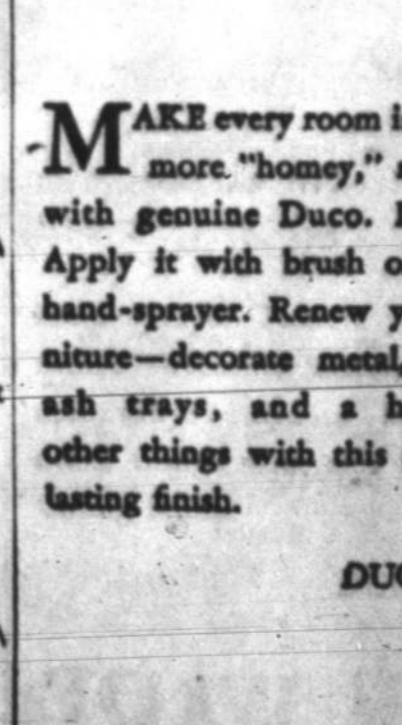 MAKE every room i
more "homey,"
with genuine Duco.
Apply it with brush o
hand-sprayer. Renew y
niture—decorate metal,
ash trays, and a h
other things with this
lasting finish.
DUC